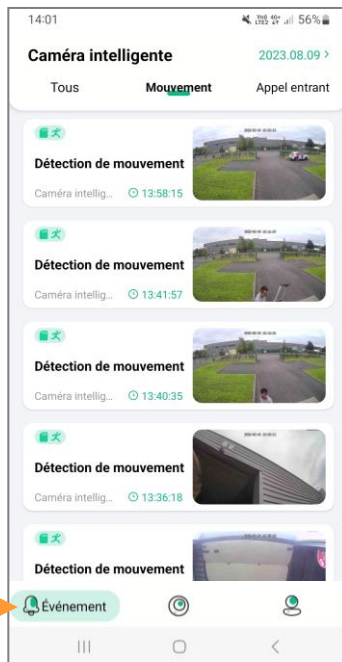 14:01
56%
Caméra intelligente
2023.08.09 >
Tous
Mouvement
Appel entrant
Détection de mouvement
Caméra intellig... 13:58:15
Détection de mouvement
Caméra intellig... 13:41:57
Détection de mouvement
Caméra intellig... 13:40:35
Détection de mouvement
Caméra intellig... 13:36:18
Détection de mouvement
Événement